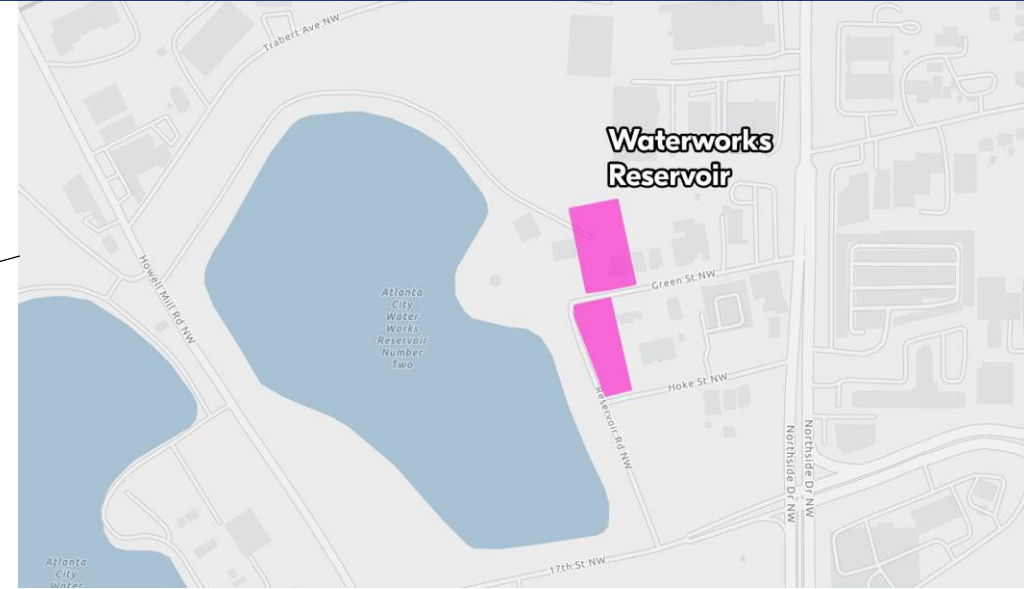 Trabert Ave NW
Waterworks
Reservoir
Howell Mill Rd NW
Green St NW
Atlanta
City
Water
Works
Reservoir
Number
Two
Hoke St NW
Reservoir Rd NW
Northside Dr NW
Northside Dr NW
17th St NW
Atlanta
City
Water